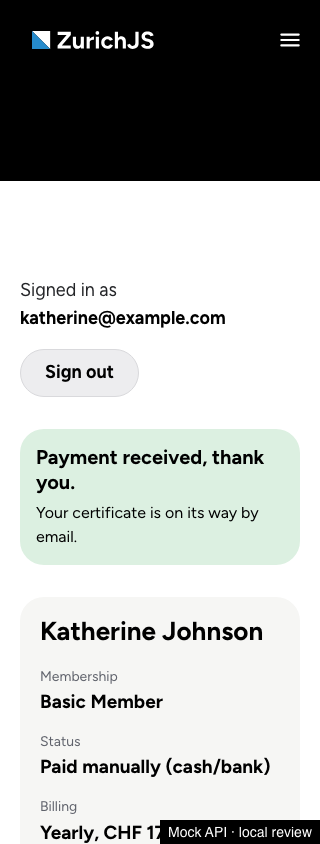 ZurichJS
Signed in as
katherine@example.com
Sign out
Payment received, thank
you.
Your certificate is on its way by
email.
Katherine Johnson
Membership
Basic Member
Status
Paid manually (cash/bank)
Billing
Yearly, CHF 17
Mock API · local review